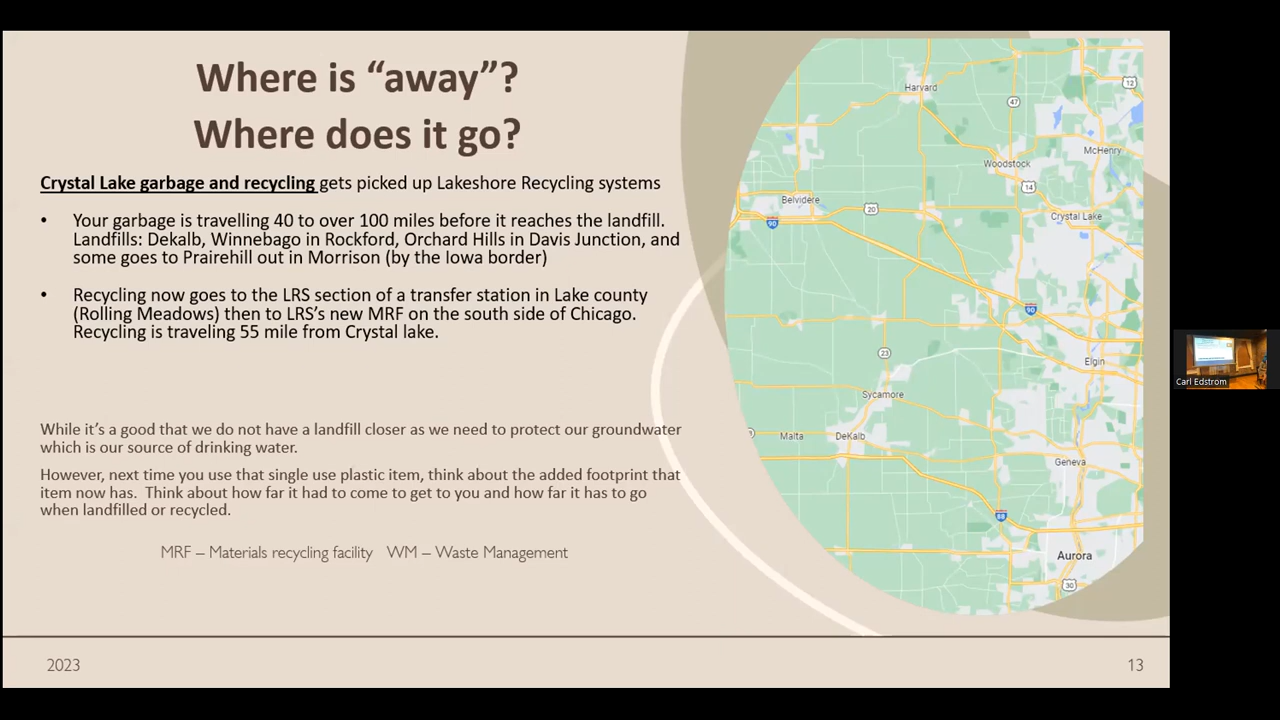 Where is “away”?
Where does it go?
Crystal Lake garbage and recycling gets picked up Lakeshore Recycling systems
• Your garbage is travelling 40 to over 100 miles before it reaches the landfill.
Landfills: Dekalb, Winnebago in Rockford, Orchard Hills in Davis Junction, and
some goes to Prairehill out in Morrison (by the Iowa border)
• Recycling now goes to the LRS section of a transfer station in Lake county
(Rolling Meadows) then to LRS’s new MRF on the south side of Chicago.
Recycling is traveling 55 mile from Crystal lake.
While it’s a good that we do not have a landfill closer as we need to protect our groundwater
which is our source of drinking water.
However, next time you use that single use plastic item, think about the added footprint that
item now has. Think about how far it had to come to get to you and how far it has to go
when landfilled or recycled.
MRF – Materials recycling facility WM – Waste Management
2023
13
Harvard
12
47
McHenry
Woodstock
14
Belvidere
20
Crystal Lake
90
90
23
Elgin
Sycamore
Malta
DeKalb
Geneva
88
Aurora
30
Carl Edstrom